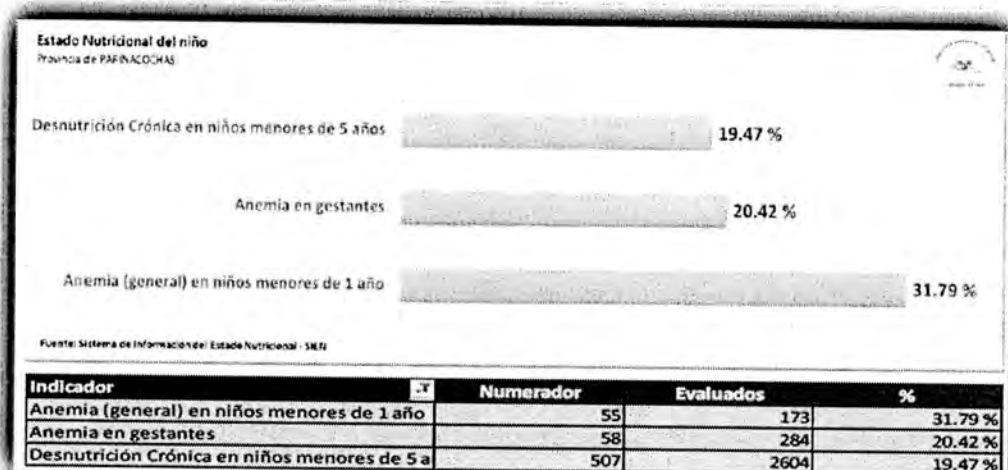 Estado Nutricional del niño
Provincia de PARINACOCHAS
Desnutrición Crónica en niños menores de 5 años 19.47 %
Anemia en gestantes 20.42 %
Anemia (general) en niños menores de 1 año 31.79 %
Fuente: Sistema de Información del Estado Nutricional - SIEN
Indicador Numerador Evaluados %
Anemia (general) en niños menores de 1 año 55 173 31.79 %
Anemia en gestantes 58 284 20.42 %
Desnutrición Crónica en niños menores de 5 a 507 2604 19.47 %